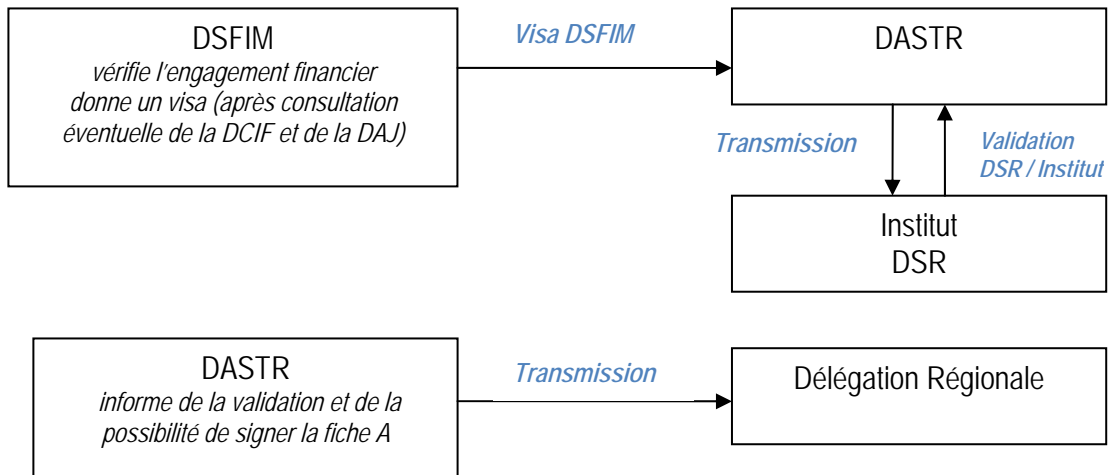 DSFIM
vérifie l'engagement financier
donne un visa (après consultation
éventuelle de la DCIF et de la DAJ)
Visa DSFIM
DASTR
Transmission
Validation
DSR / Institut
Institut
DSR
DASTR
informe de la validation et de la
possibilité de signer la fiche A
Transmission
Délégation Régionale